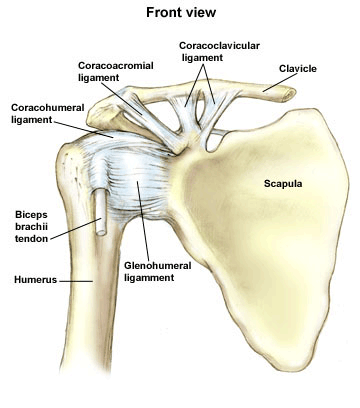 Front view
Coracoclavicular
ligament
Coracoacromial
ligament
Clavicle
Coracohumeral
ligament
Scapula
Biceps
brachii
tendon
Glenohumeral
ligamment
Humerus